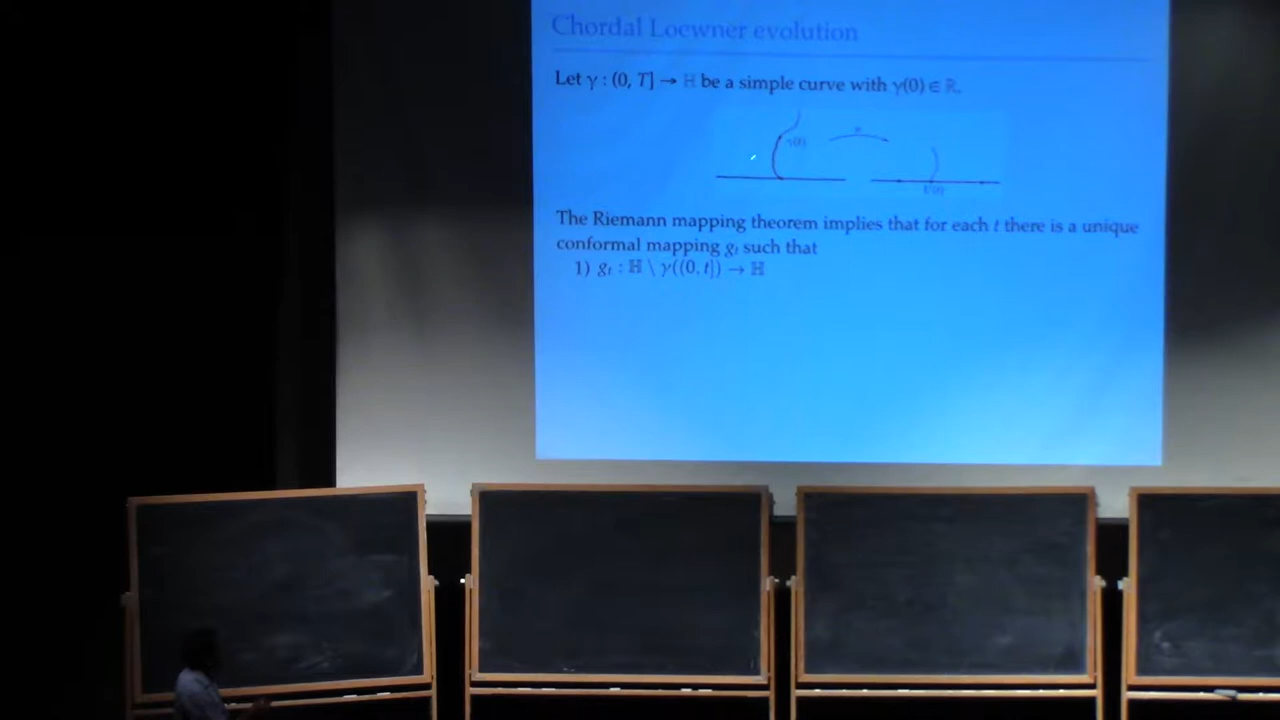 Chordal Loewner evolution
Let γ : (0, T] → ℍ be a simple curve with γ(0) ∈ ℝ.
γ(t)
The Riemann mapping theorem implies that for each t there is a unique
conformal mapping gₜ such that
1) gₜ : ℍ \ γ((0, t]) → ℍ